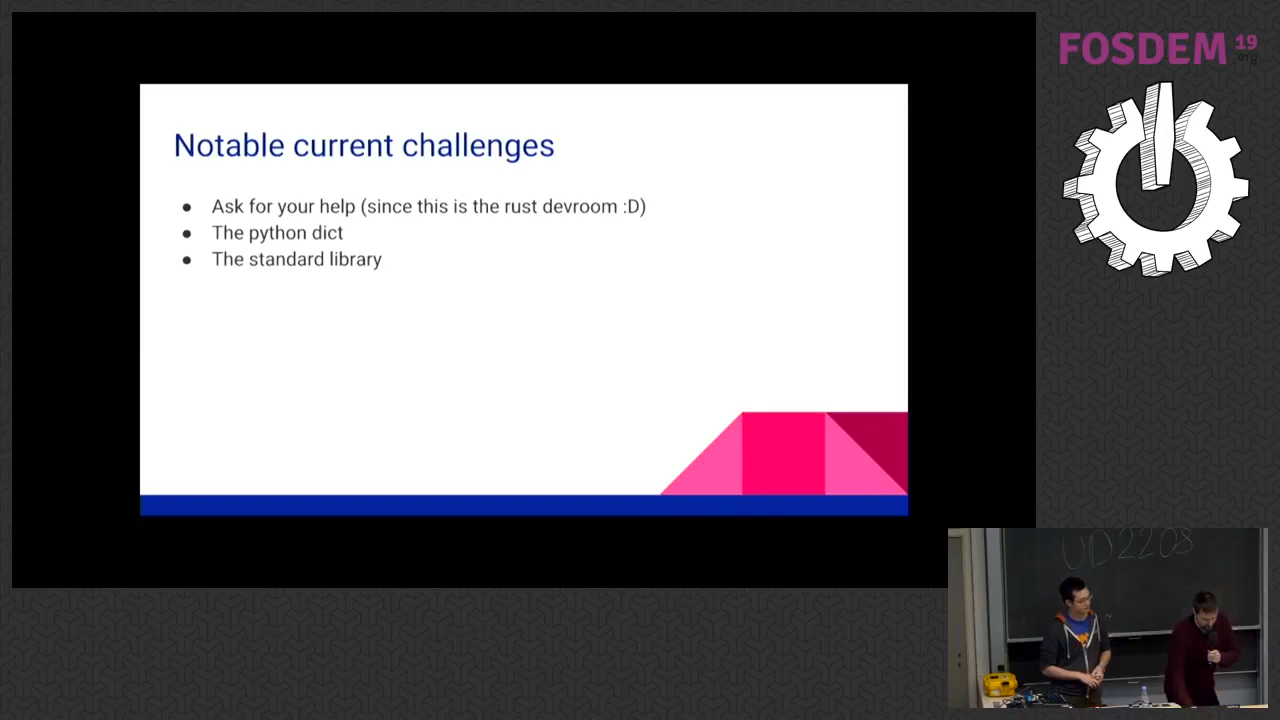 FOSDEM 19
.org
Notable current challenges
● Ask for your help (since this is the rust devroom :D)
● The python dict
● The standard library
UD2208